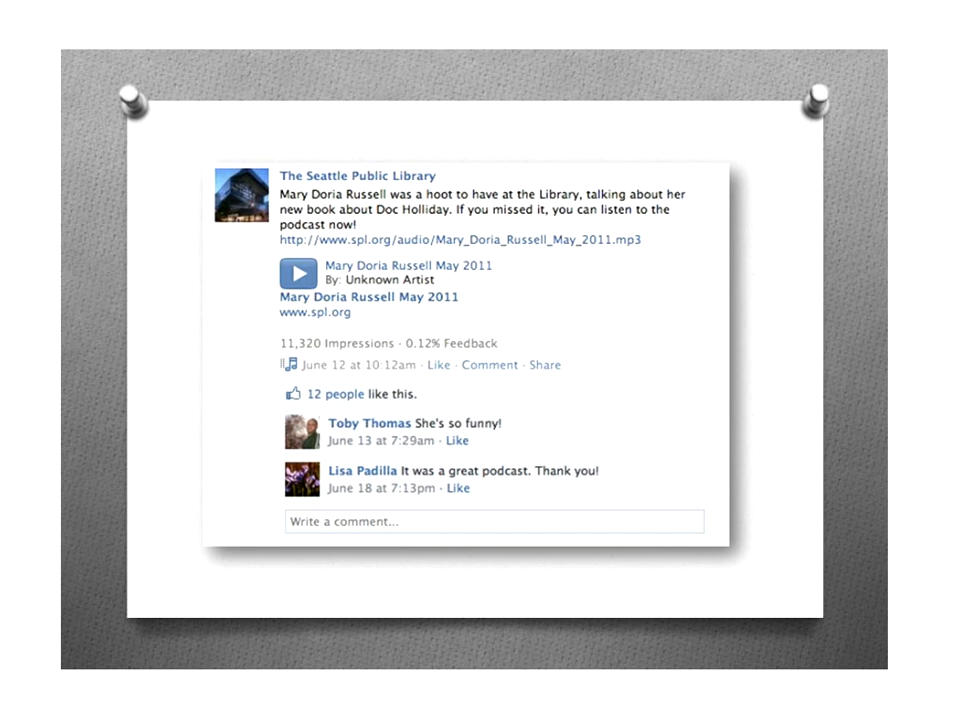 The Seattle Public Library
Mary Doria Russell was a hoot to have at the Library, talking about her
new book about Doc Holliday. If you missed it, you can listen to the
podcast now!
http://www.spl.org/audio/Mary_Doria_Russell_May_2011.mp3
Mary Doria Russell May 2011
By: Unknown Artist
Mary Doria Russell May 2011
www.spl.org
11,320 Impressions · 0.12% Feedback
June 12 at 10:12am · Like · Comment · Share
12 people like this.
Toby Thomas She's so funny!
June 13 at 7:29am · Like
Lisa Padilla It was a great podcast. Thank you!
June 18 at 7:13pm · Like
Write a comment...